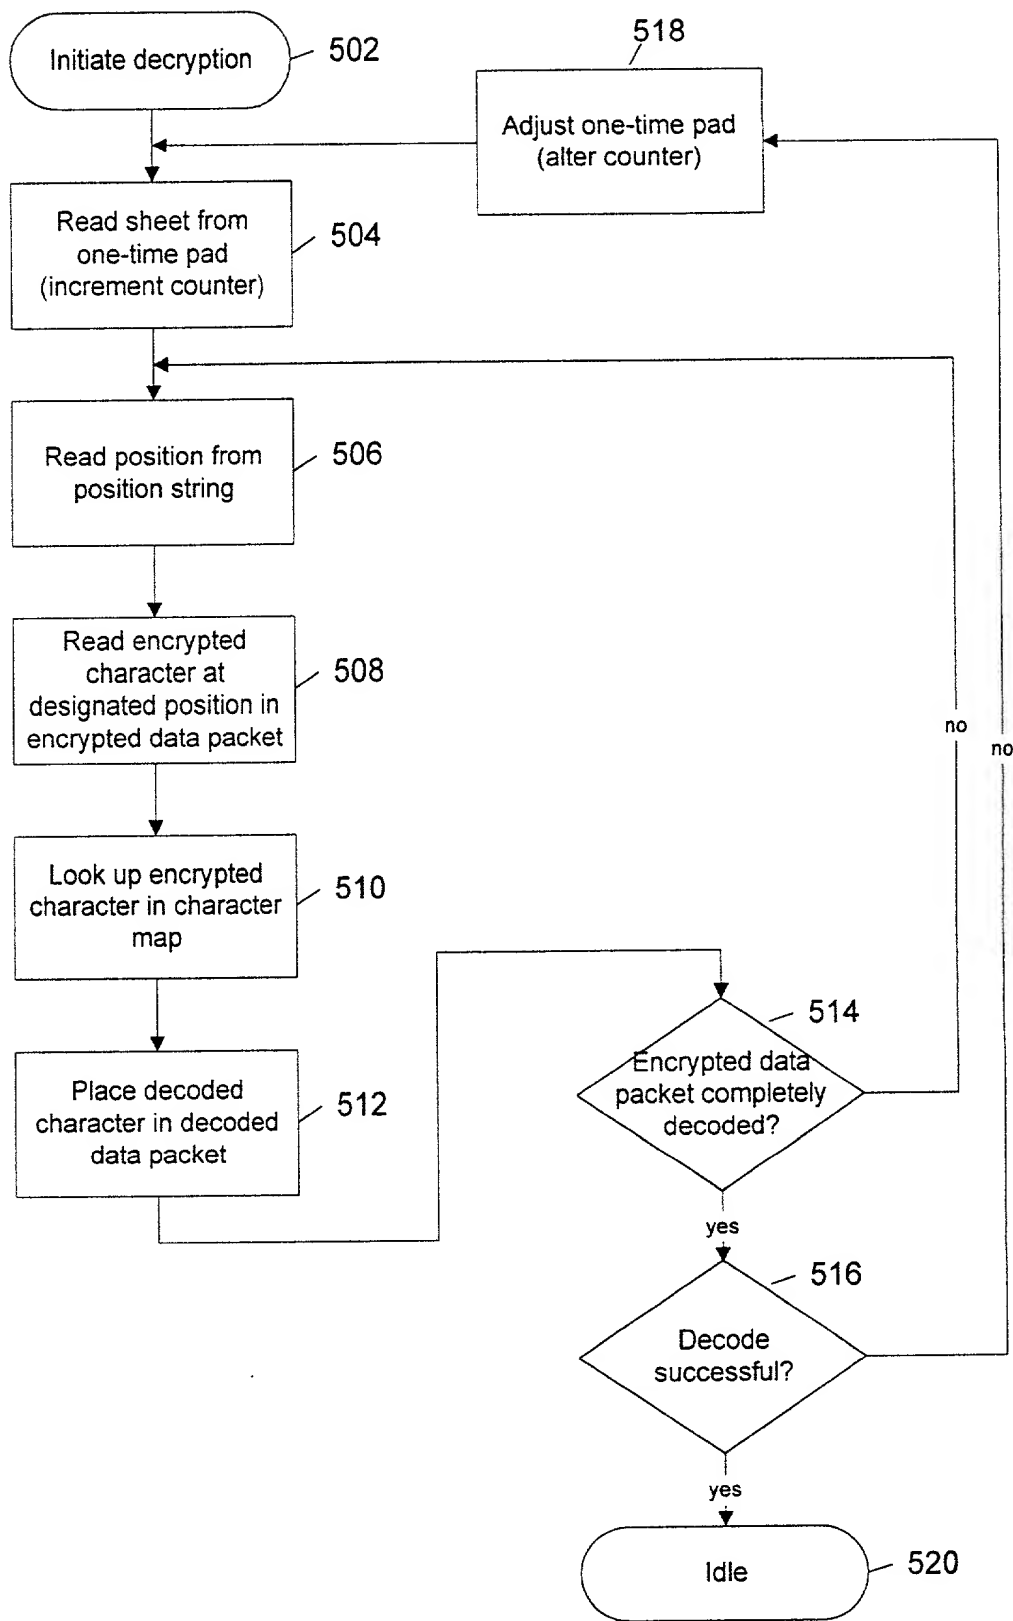 Initiate decryption
502
518
Adjust one-time pad
(alter counter)
Read sheet from
one-time pad
(increment counter)
504
Read position from
position string
506
Read encrypted
character at
designated position in
encrypted data packet
508
no
no
Look up encrypted
character in character
map
510
514
Encrypted data
packet completely
decoded?
Place decoded
character in decoded
data packet
512
yes
516
Decode
successful?
yes
Idle
520